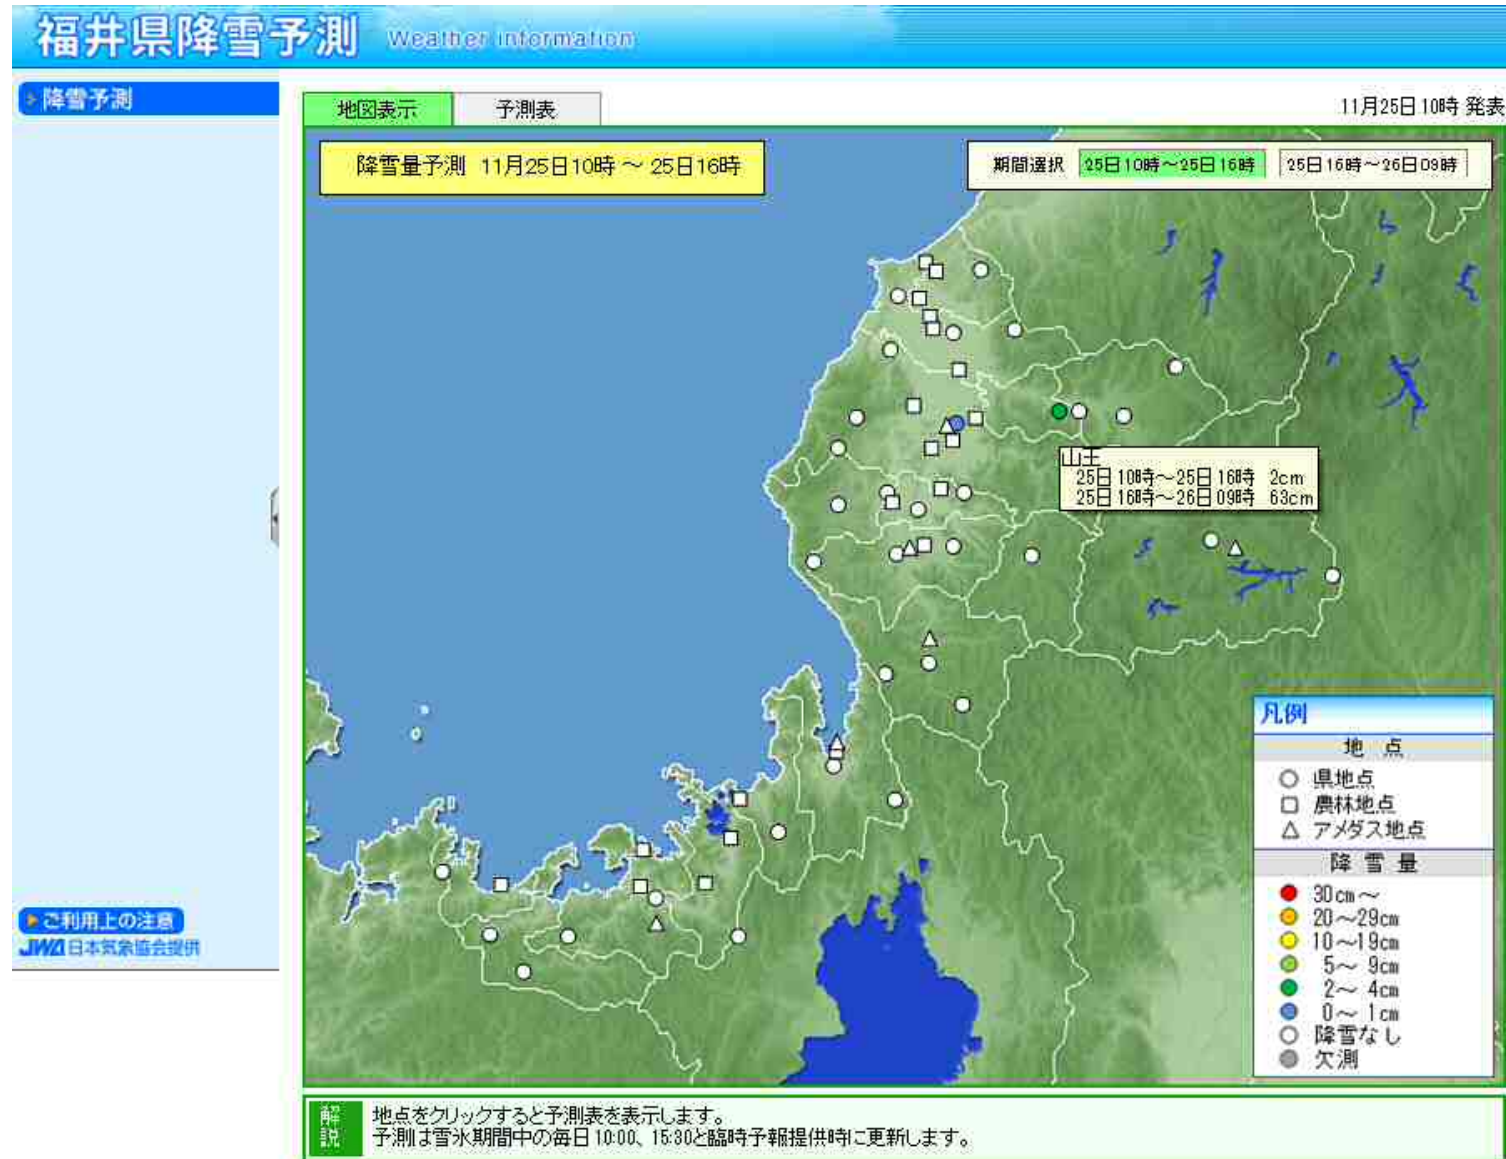 福井県降雪予測 Weather information
降雪予測
地図表示 予測表 11月25日10時 発表
降雪量予測 11月25日10時 ~ 25日16時
期間選択 25日10時~25日16時 25日16時~26日09時
山王
25日10時~25日16時 2cm
25日16時~26日09時 63cm
凡例
地 点
県地点
農林地点
アメダス地点
降 雪 量
30cm~
20~29cm
10~19cm
5~ 9cm
2~ 4cm
0~ 1cm
降雪なし
欠測
ご利用上の注意
JWA 日本気象協会提供
解説
地点をクリックすると予測表を表示します。
予測は雪氷期間中の毎日10:00、15:30と臨時予報提供時に更新します。